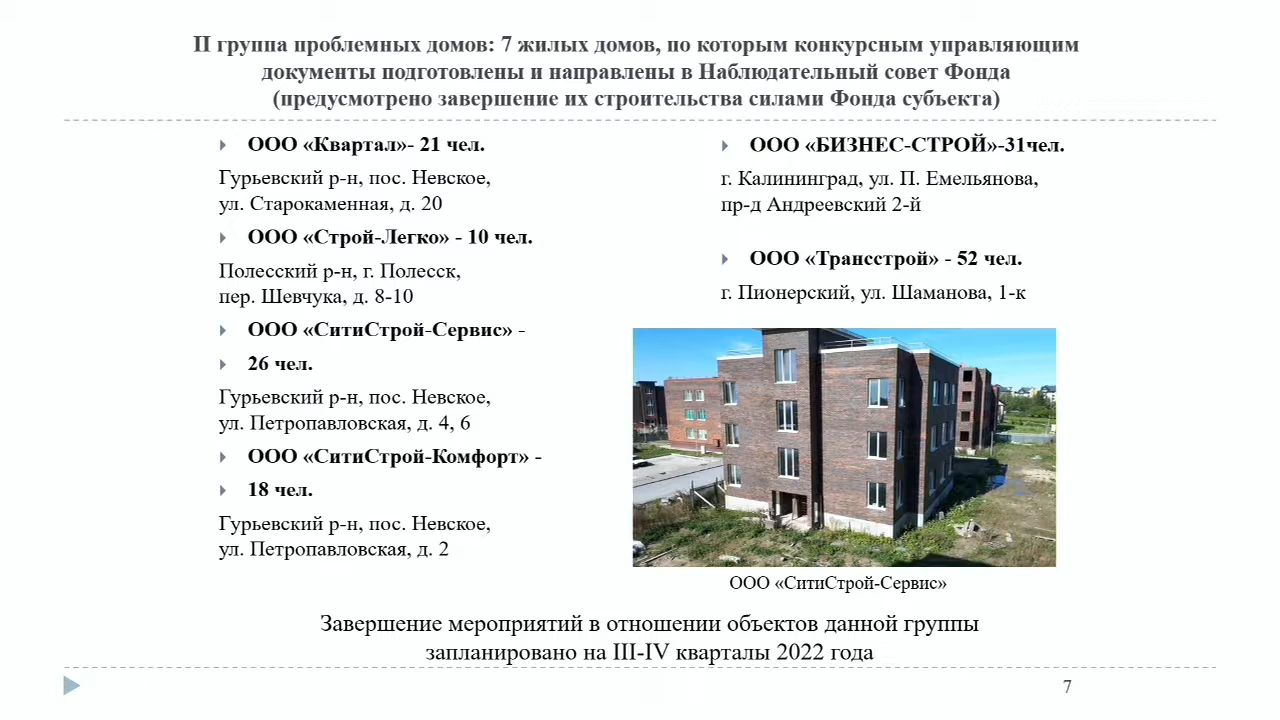 II группа проблемных домов: 7 жилых домов, по которым конкурсным управляющим
документы подготовлены и направлены в Наблюдательный совет Фонда
(предусмотрено завершение их строительства силами Фонда субъекта)
ООО «Квартал»- 21 чел.
Гурьевский р-н, пос. Невское,
ул. Старокаменная, д. 20
ООО «Строй-Легко» - 10 чел.
Полесский р-н, г. Полесск,
пер. Шевчука, д. 8-10
ООО «СитиСтрой-Сервис» -
26 чел.
Гурьевский р-н, пос. Невское,
ул. Петропавловская, д. 4, 6
ООО «СитиСтрой-Комфорт» -
18 чел.
Гурьевский р-н, пос. Невское,
ул. Петропавловская, д. 2
ООО «БИЗНЕС-СТРОЙ»-31чел.
г. Калининград, ул. П. Емельянова,
пр-д Андреевский 2-й
ООО «Трансстрой» - 52 чел.
г. Пионерский, ул. Шаманова, 1-к
ООО «СитиСтрой-Сервис»
Завершение мероприятий в отношении объектов данной группы
запланировано на III-IV кварталы 2022 года
7